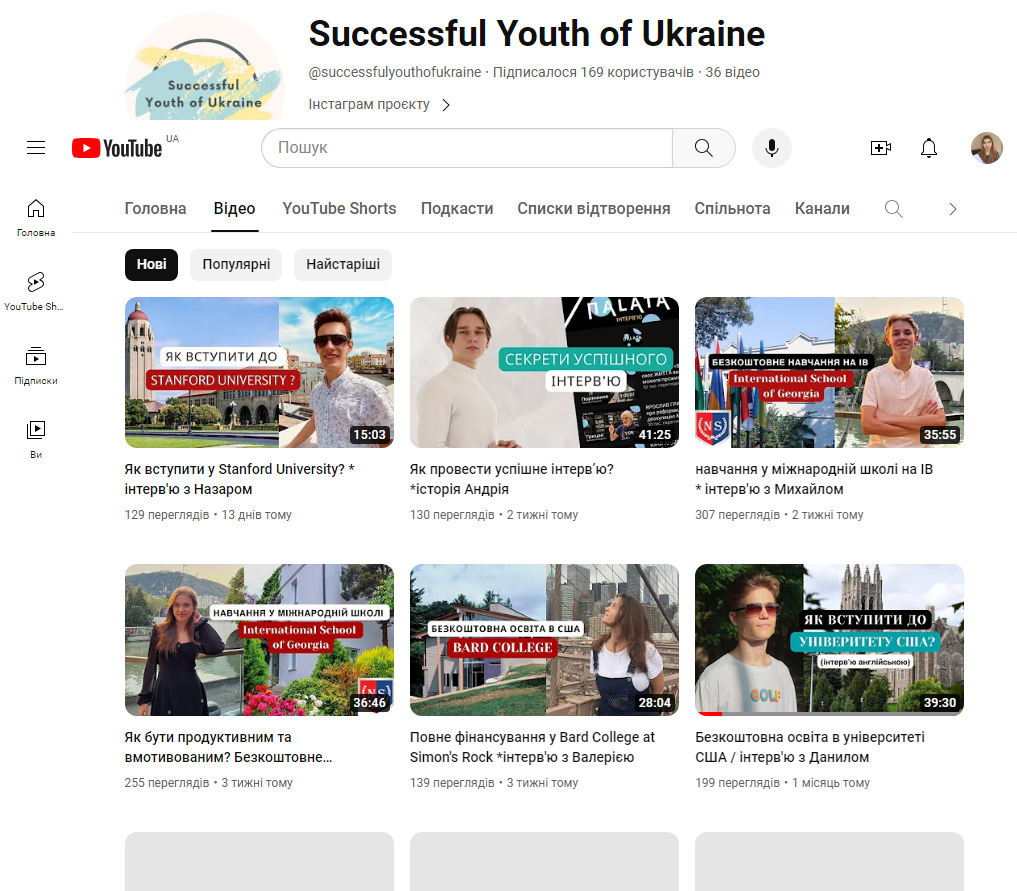 Successful Youth of Ukraine
Successful
Youth of Ukraine
@successfulyouthofukraine · Підписалося 169 користувачів · 36 відео
Інстаграм проєкту
YouTube UA
Пошук
Головна
YouTube Sh...
Підписки
Ви
Головна Відео YouTube Shorts Подкасти Списки відтворення Спільнота Канали
Нові Популярні Найстаріші
ЯК ВСТУПИТИ ДО
STANFORD UNIVERSITY ?
15:03
Як вступити у Stanford University? *
інтерв'ю з Назаром
129 переглядів • 13 днів тому
ПАЛАТА
ІНТЕРВ'Ю
СЕКРЕТИ УСПІШНОГО
ІНТЕРВ’Ю
41:25
Як провести успішне інтерв’ю?
*історія Андрія
130 переглядів • 2 тижні тому
БЕЗКОШТОВНЕ НАВЧАННЯ НА IB
International School
of Georgia
NS
35:55
навчання у міжнародній школі на IB
* інтерв'ю з Михайлом
307 переглядів • 2 тижні тому
НАВЧАННЯ У МІЖНАРОДНІЙ ШКОЛІ
International School
of Georgia
NS
36:46
Як бути продуктивним та
вмотивованим? Безкоштовне...
255 переглядів • 3 тижні тому
БЕЗКОШТОВНА ОСВІТА В США
BARD COLLEGE
28:04
Повне фінансування у Bard College at
Simon's Rock *інтерв'ю з Валерією
139 переглядів • 3 тижні тому
ЯК ВСТУПИТИ ДО
УНІВЕРСИТЕТУ США?
(інтерв'ю англійською)
GOLF
39:30
Безкоштовна освіта в університеті
США / інтерв'ю з Данилом
199 переглядів • 1 місяць тому